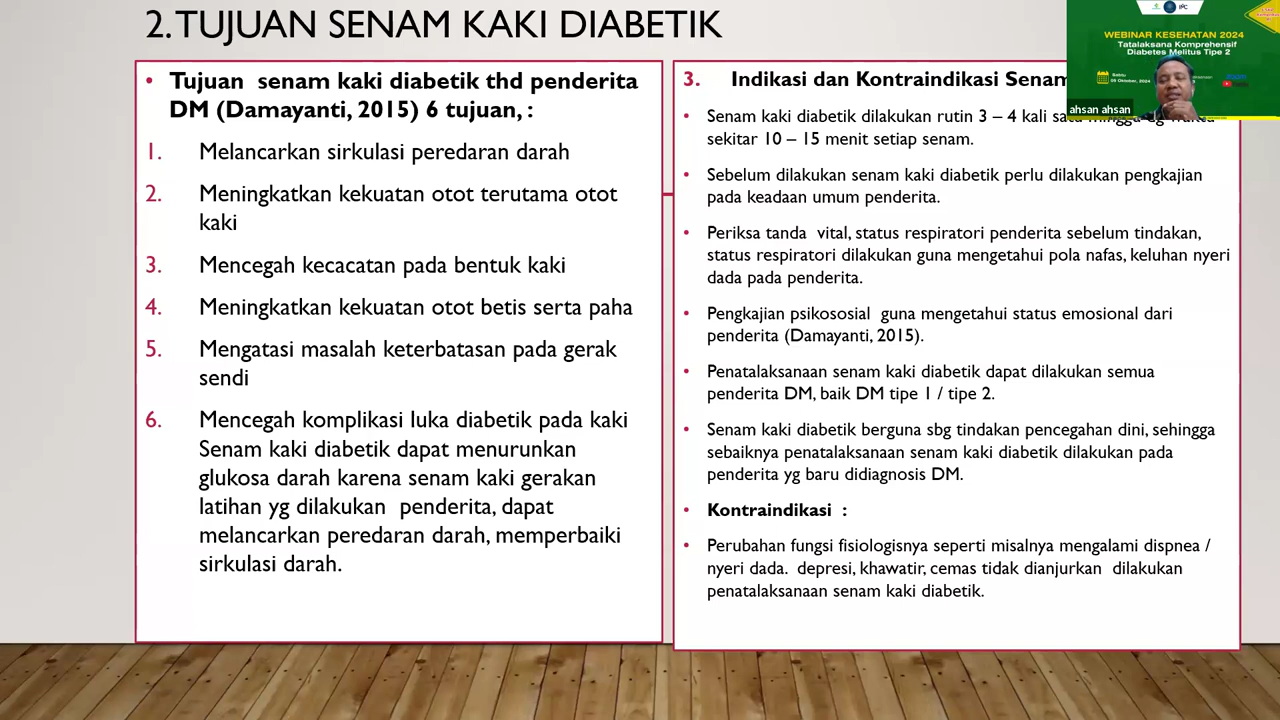 2. TUJUAN SENAM KAKI DIABETIK
• Tujuan senam kaki diabetik thd penderita
DM (Damayanti, 2015) 6 tujuan, :
1. Melancarkan sirkulasi peredaran darah
2. Meningkatkan kekuatan otot terutama otot
kaki
3. Mencegah kecacatan pada bentuk kaki
4. Meningkatkan kekuatan otot betis serta paha
5. Mengatasi masalah keterbatasan pada gerak
sendi
6. Mencegah komplikasi luka diabetik pada kaki
Senam kaki diabetik dapat menurunkan
glukosa darah karena senam kaki gerakan
latihan yg dilakukan penderita, dapat
melancarkan peredaran darah, memperbaiki
sirkulasi darah.
3. Indikasi dan Kontraindikasi Senam
• Senam kaki diabetik dilakukan rutin 3 – 4 kali
sekitar 10 – 15 menit setiap senam.
• Sebelum dilakukan senam kaki diabetik perlu dilakukan pengkajian
pada keadaan umum penderita.
• Periksa tanda vital, status respiratori penderita sebelum tindakan,
status respiratori dilakukan guna mengetahui pola nafas, keluhan nyeri
dada pada penderita.
• Pengkajian psikososial guna mengetahui status emosional dari
penderita (Damayanti, 2015).
• Penatalaksanaan senam kaki diabetik dapat dilakukan semua
penderita DM, baik DM tipe 1 / tipe 2.
• Senam kaki diabetik berguna sbg tindakan pencegahan dini, sehingga
sebaiknya penatalaksanaan senam kaki diabetik dilakukan pada
penderita yg baru didiagnosis DM.
• Kontraindikasi :
• Perubahan fungsi fisiologisnya seperti misalnya mengalami dispnea /
nyeri dada. depresi, khawatir, cemas tidak dianjurkan dilakukan
penatalaksanaan senam kaki diabetik.
IPC
WEBINAR KESEHATAN 2024
Tatalaksana Komprehensif
Diabetes Melitus Tipe 2
Sabtu
ahsan ahsan